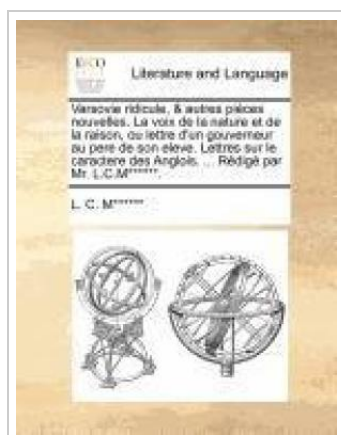 ECCO
Literature and Language
Varsovie ridicule, & autres pièces
nouvelles. La voix de la nature et de
la raison, ou lettre d'un gouverneur
au pere de son eleve. Lettres sur le
caractere des Anglois. ... Rédigé par
Mr. L.C.M******.
L. C. M******